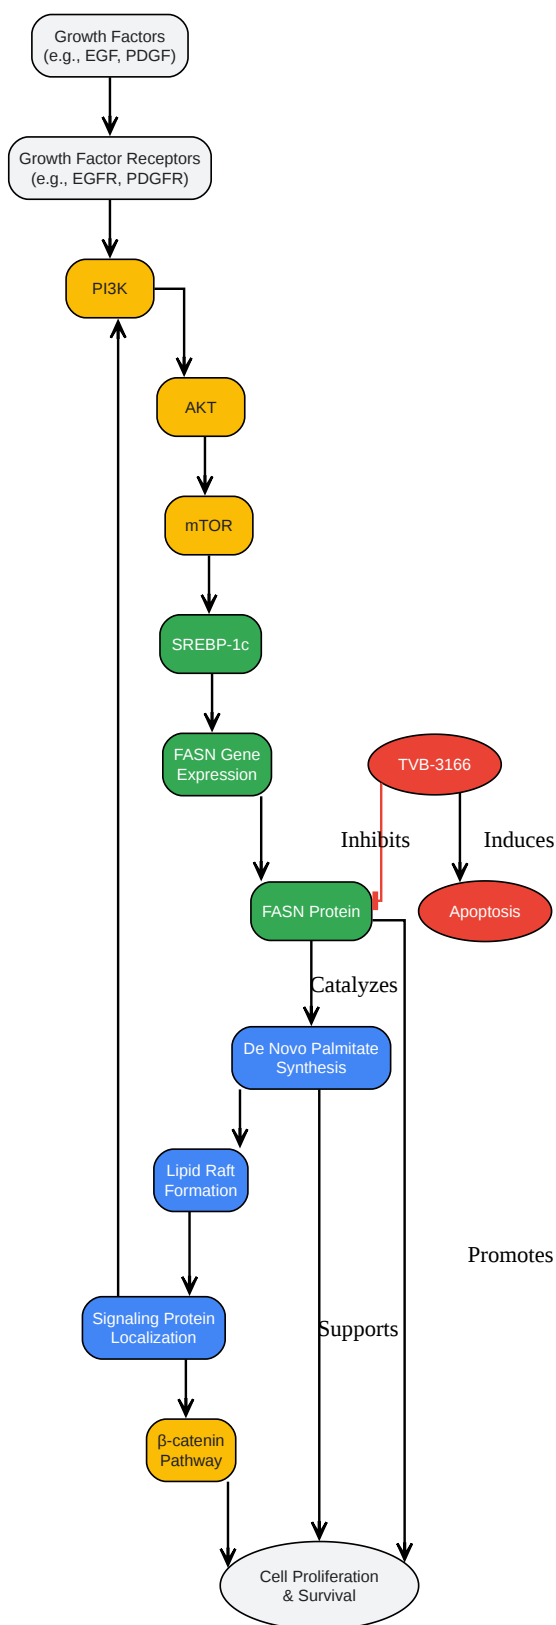 Growth Factors
(e.g., EGF, PDGF)
Growth Factor Receptors
(e.g., EGFR, PDGFR)
PI3K
AKT
mTOR
SREBP-1c
FASN Gene
Expression
TVB-3166
Inhibits
Induces
FASN Protein
Apoptosis
Catalyzes
De Novo Palmitate
Synthesis
Lipid Raft
Formation
Promotes
Signaling Protein
Localization
Supports
β-catenin
Pathway
Cell Proliferation
& Survival